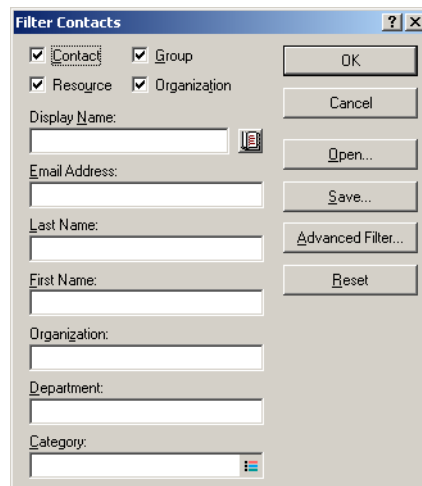 Filter Contacts
Contact Group OK
Resource Organization
Cancel
Display Name:
Open...
Email Address:
Save...
Last Name:
Advanced Filter...
First Name:
Reset
Organization:
Department:
Category: